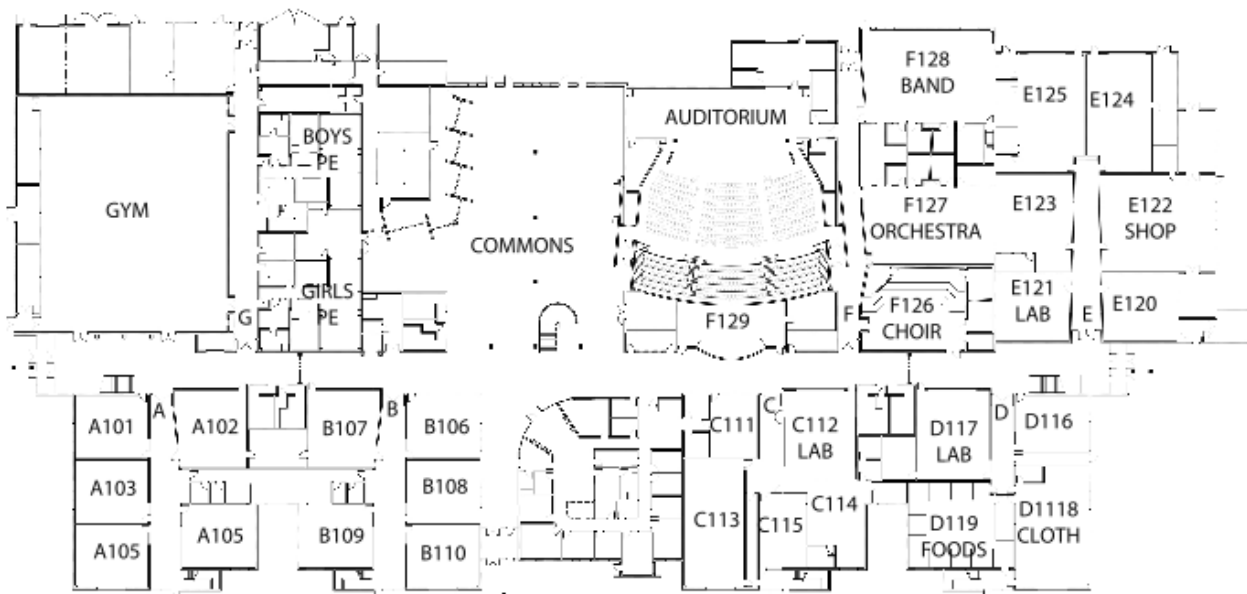 F128
BAND
E125
E124
AUDITORIUM
BOYS
PE
GYM
COMMONS
F127
ORCHESTRA
E123
E122
SHOP
GIRLS
PE
G
F129
F
F126
CHOIR
E121
LAB
E
E120
A101
A
A102
B107
B
B106
C111
C
C112
LAB
D117
LAB
D
D116
A103
B108
A105
A105
B109
B110
C113
C115
C114
D119
FOODS
D1118
CLOTH